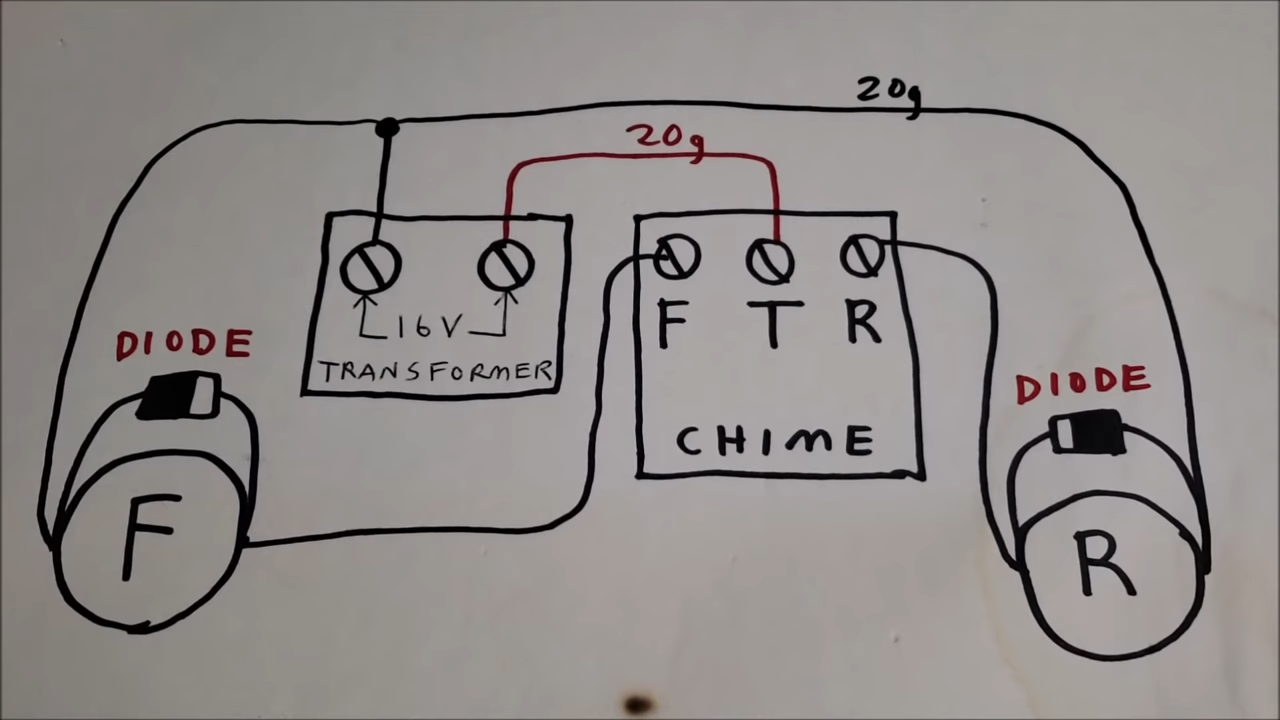 20g
20g
16V
F T R
DIODE
TRANSFORMER
DIODE
CHIME
F
R